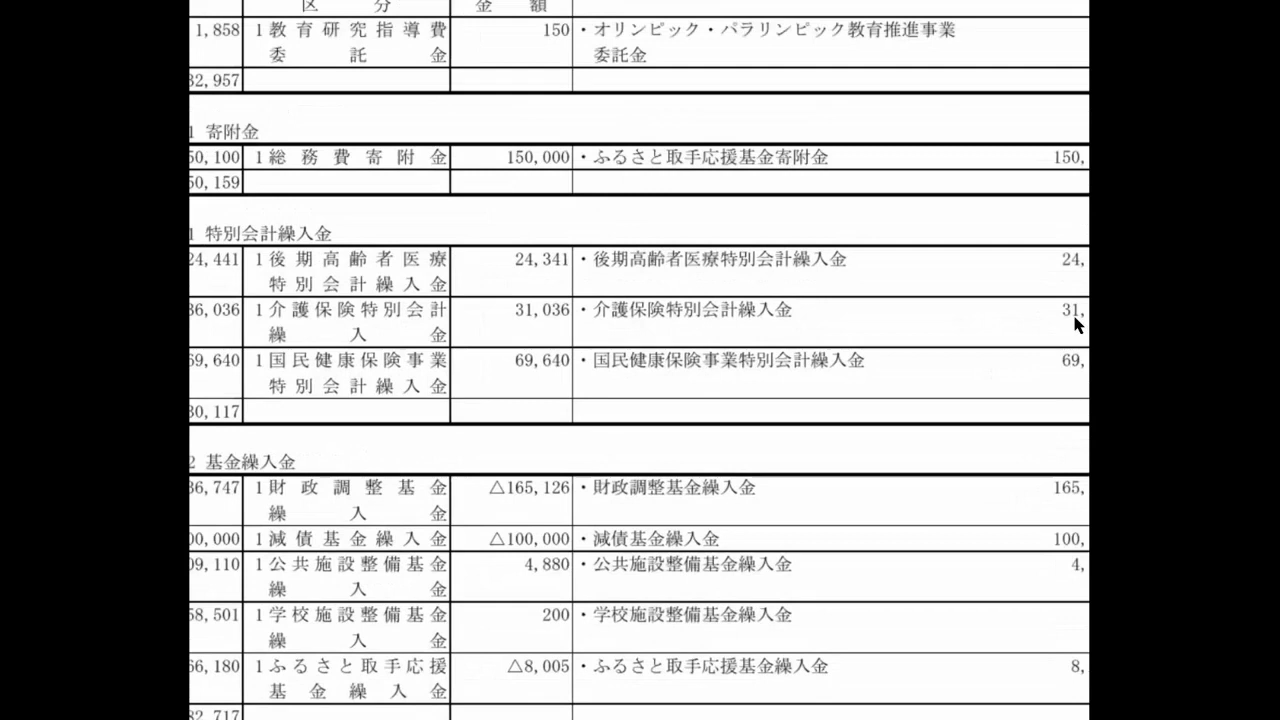 区 分 金 額
1,858 1 教育研究指導費 150 ・オリンピック・パラリンピック教育推進事業
委託金 委託金
32,957
1 寄附金
50,100 1 総務費寄附金 150,000 ・ふるさと取手応援基金寄附金 150,
50,159
1 特別会計繰入金
24,441 1 後期高齢者医療 24,341 ・後期高齢者医療特別会計繰入金 24,
特別会計繰入金
36,036 1 介護保険特別会計 31,036 ・介護保険特別会計繰入金 31,
繰入金
69,640 1 国民健康保険事業 69,640 ・国民健康保険事業特別会計繰入金 69,
特別会計繰入金
30,117
2 基金繰入金
36,747 1 財政調整基金 △165,126 ・財政調整基金繰入金 165,
繰入金
00,000 1 減債基金繰入金 △100,000 ・減債基金繰入金 100,
09,110 1 公共施設整備基金 4,880 ・公共施設整備基金繰入金 4,
繰入金
58,501 1 学校施設整備基金 200 ・学校施設整備基金繰入金
繰入金
66,180 1 ふるさと取手応援 △8,005 ・ふるさと取手応援基金繰入金 8,
基金繰入金
32,717